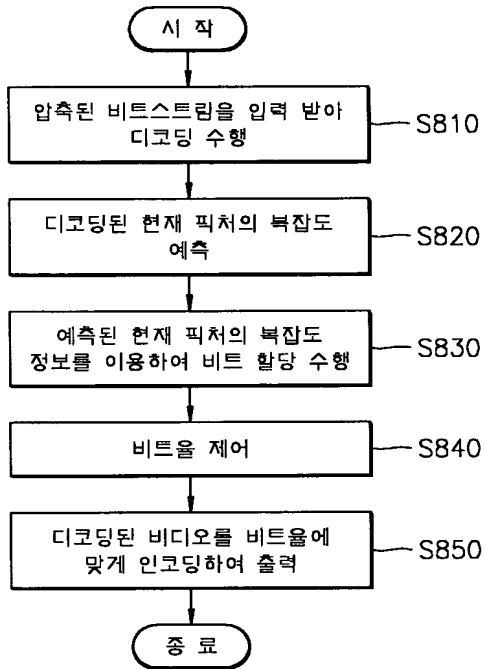 시 작
압축된 비트스트림을 입력 받아
디코딩 수행
S810
디코딩된 현재 픽처의 복잡도
예측
S820
예측된 현재 픽처의 복잡도
정보를 이용하여 비트 할당 수행
S830
비트율 제어
S840
디코딩된 비디오를 비트율에
맞게 인코딩하여 출력
S850
종 료